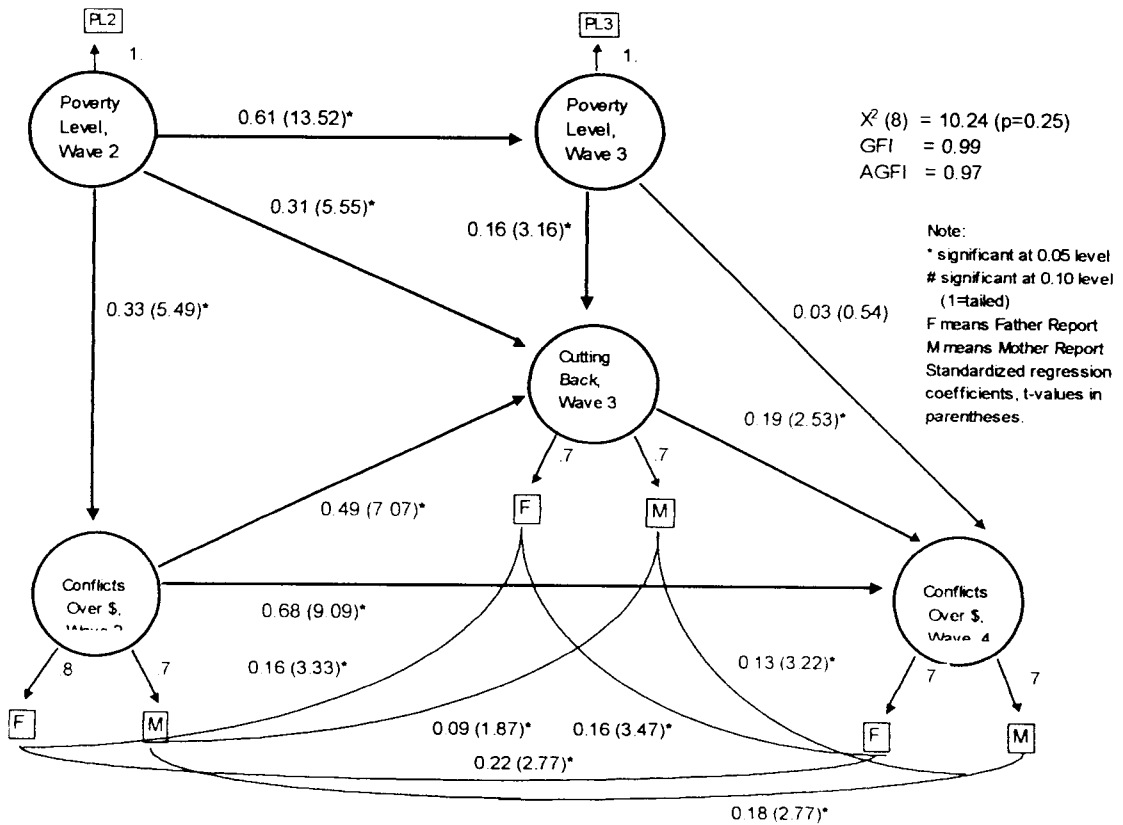 PL2
PL3
1.
1.
Poverty
Level,
Wave 2
0.61 (13.52)*
Poverty
Level,
Wave 3
X² (8) = 10.24 (p=0.25)
GFI = 0.99
AGFI = 0.97
0.31 (5.55)*
0.16 (3.16)*
Note:
* significant at 0.05 level
# significant at 0.10 level
(1=tailed)
F means Father Report
M means Mother Report
Standardized regression
coefficients, t-values in
parentheses.
0.33 (5.49)*
0.03 (0.54)
Cutting
Back,
Wave 3
0.19 (2.53)*
.7
.7
0.49 (7.07)*
F
M
Conflicts
Over $,
Conflicts
Over $,
Wave 4
0.68 (9.09)*
.8
.7
0.16 (3.33)*
0.13 (3.22)*
7
7
F
M
0.09 (1.87)*
0.16 (3.47)*
F
M
0.22 (2.77)*
0.18 (2.77)*